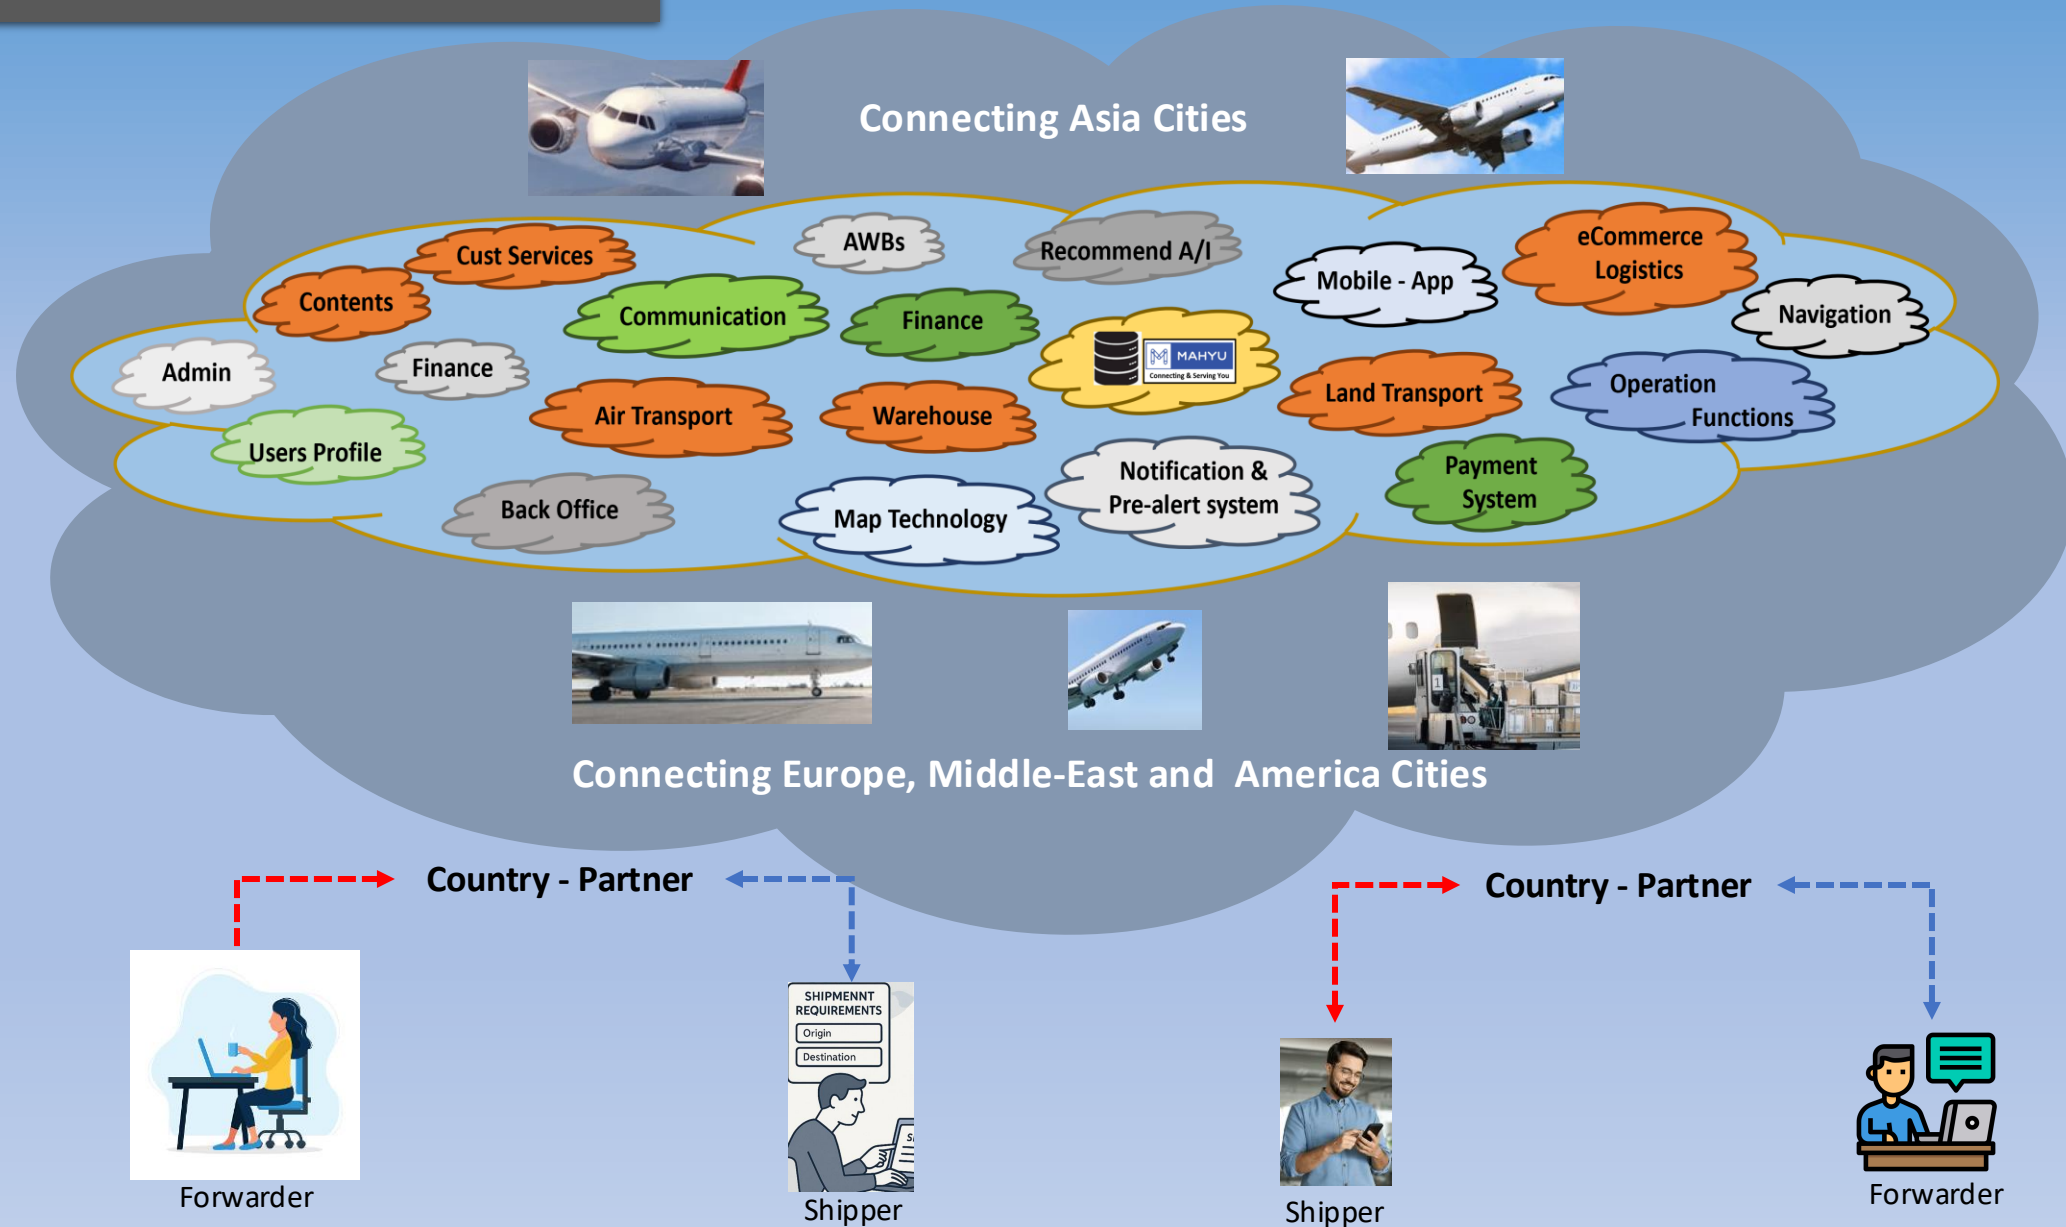 Connecting Asia Cities
Cust Services
AWBs
Recommend A/I
eCommerce
Logistics
Contents
Communication
Finance
Mobile - App
Navigation
Admin
Finance
MAHYU
Connecting & Serving You
Air Transport
Warehouse
Land Transport
Operation
Functions
Users Profile
Back Office
Map Technology
Notification &
Pre-alert system
Payment
System
1
Connecting Europe, Middle-East and America Cities
Country - Partner
Country - Partner
SHIPMENNT
REQUIREMENTS
Origin
Destination
Forwarder
Shipper
Shipper
Forwarder